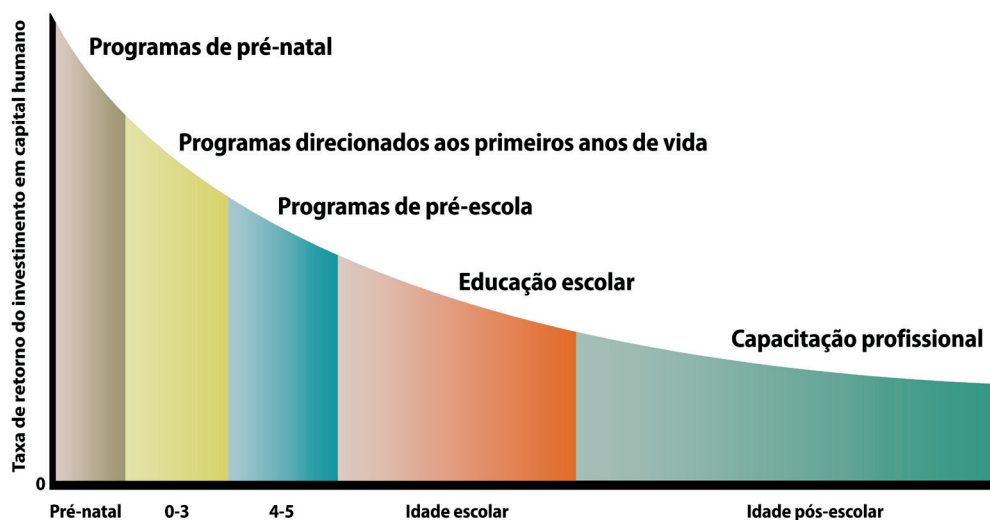 Programas de pré-natal
Programas direcionados aos primeiros anos de vida
Programas de pré-escola
Educação escolar
Capacitação profissional
Taxa de retorno do investimento em capital humano
0
Pré-natal
0-3
4-5
Idade escolar
Idade pós-escolar